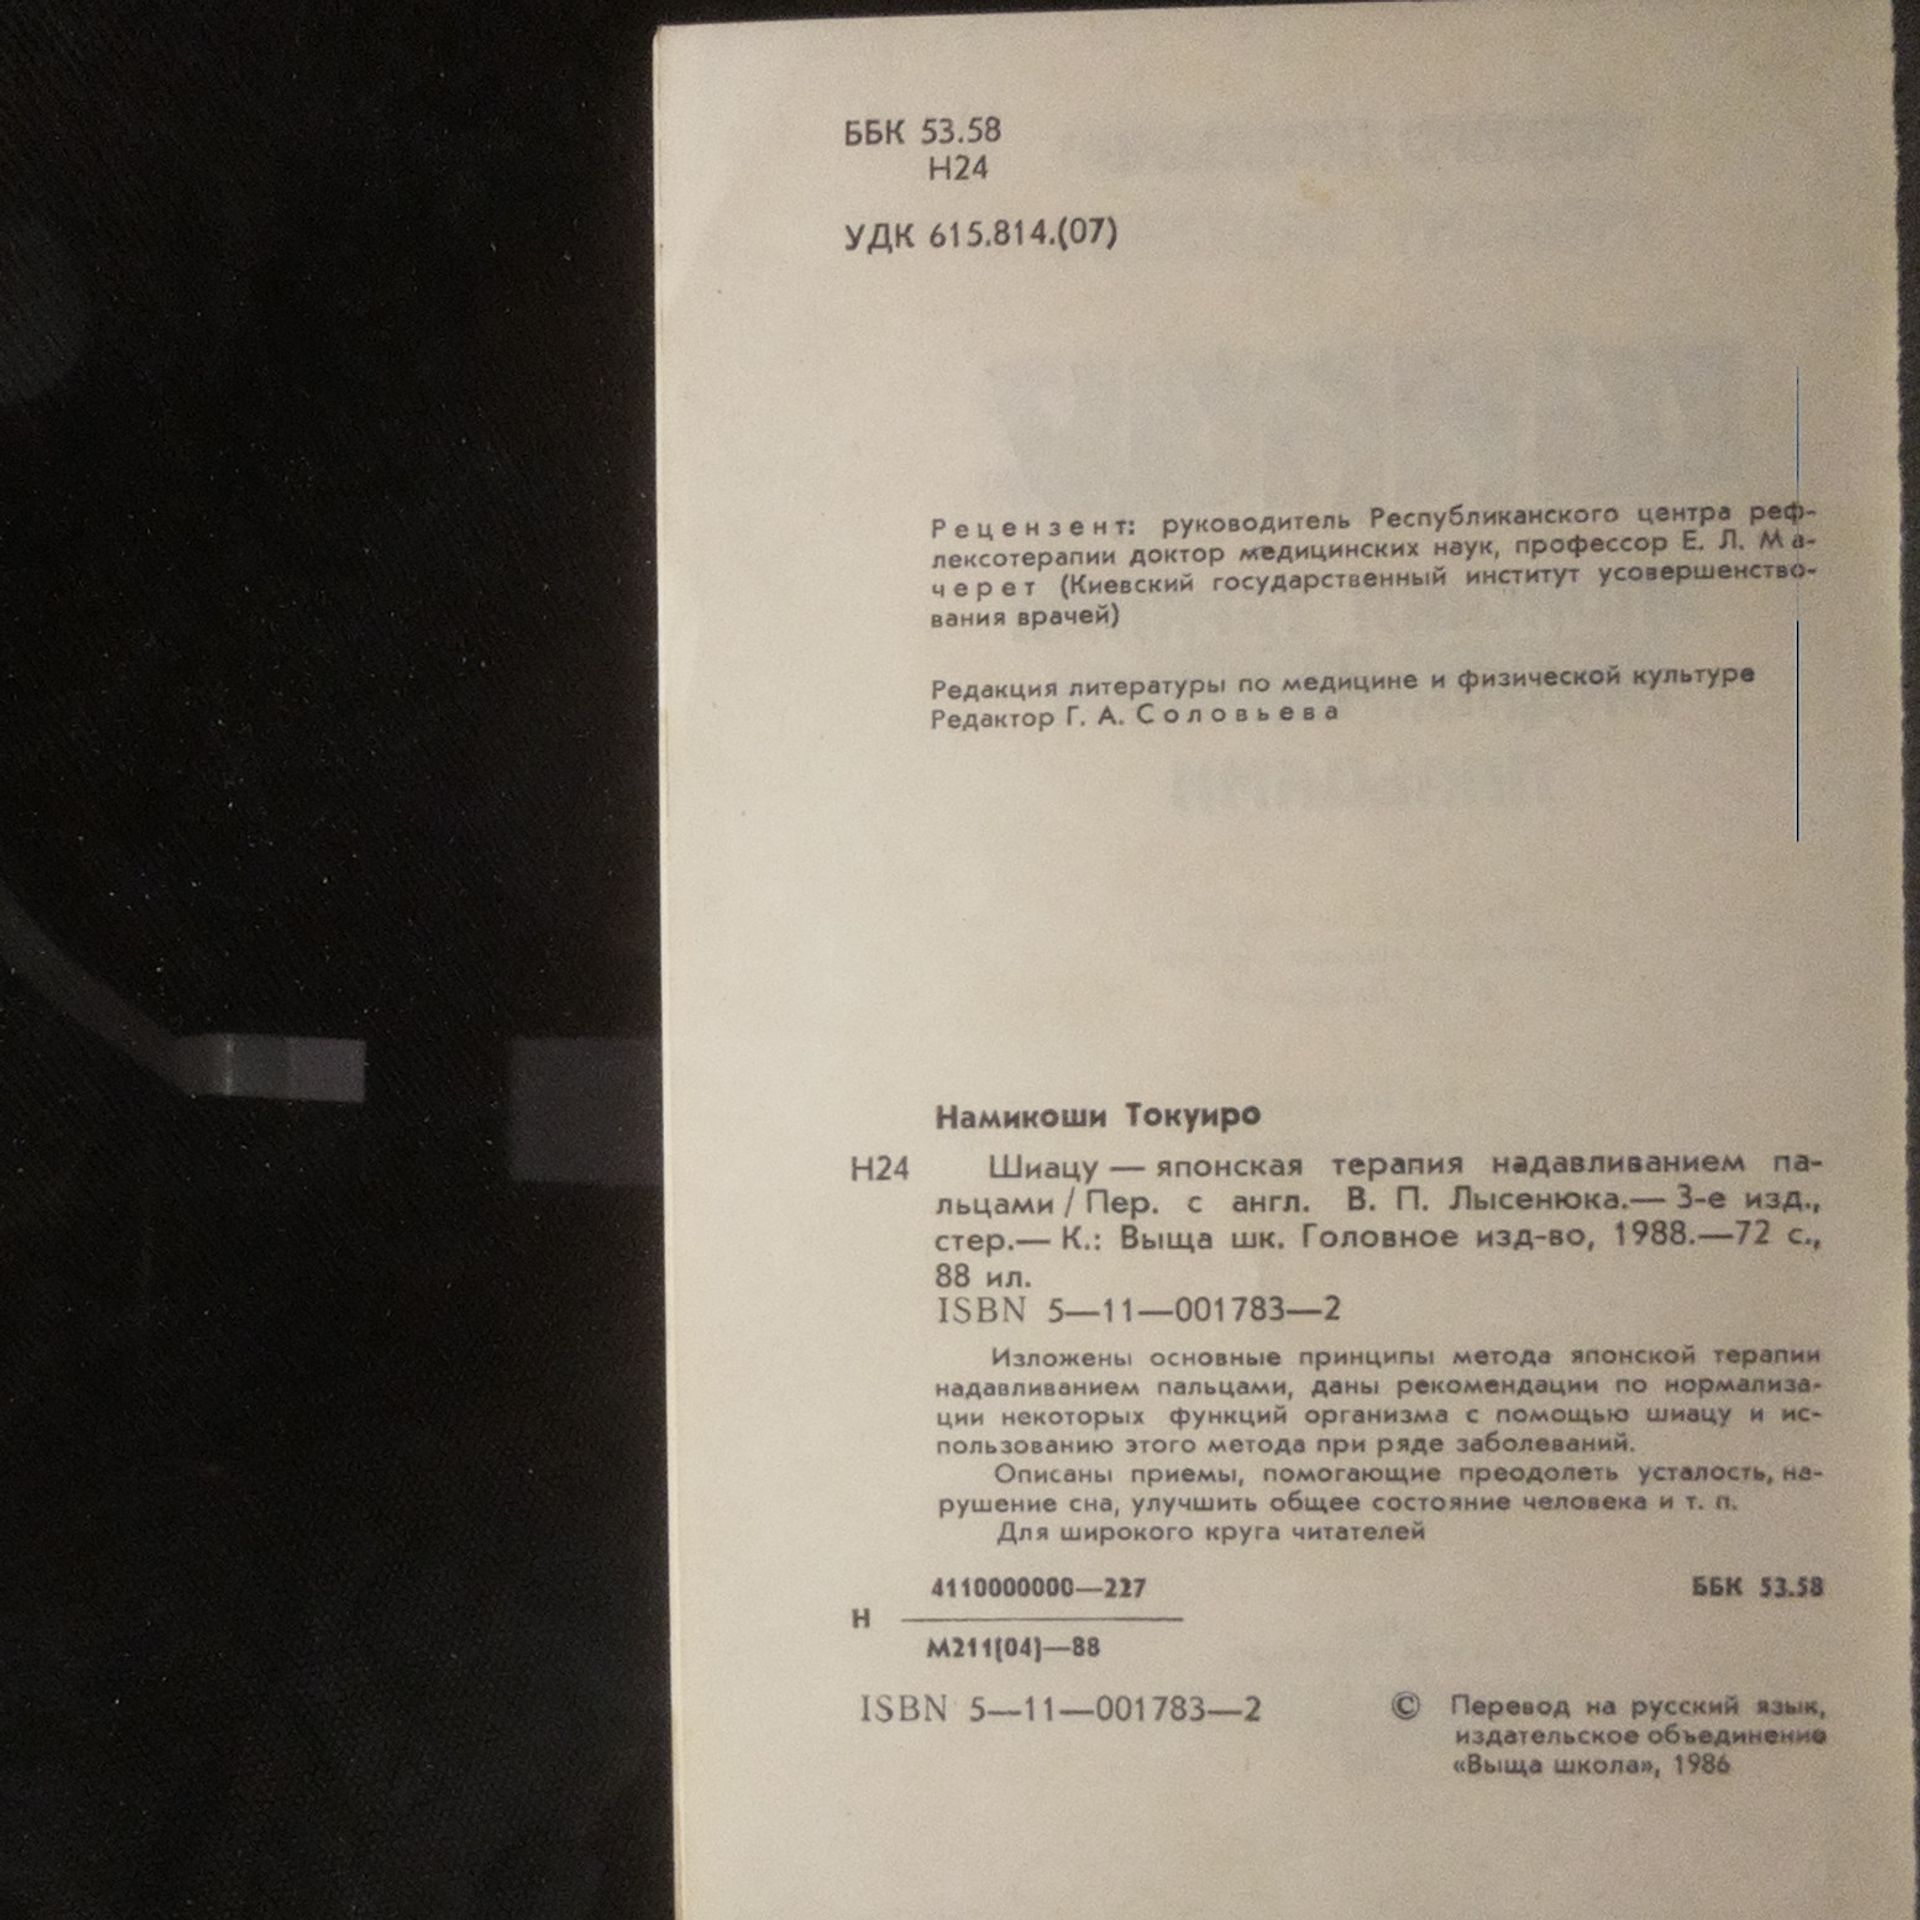 ББК 53.58
Н24
УДК 615.814.(07)
Рецензент: руководитель Республиканского центра реф-
лексотерапии доктор медицинских наук, профессор Е. Л. Ма-
черет (Киевский государственный институт усовершенство-
вания врачей)
Редакция литературы по медицине и физической культуре
Редактор Г. А. Соловьева
Намикоши Токуиро
Н24 Шиацу — японская терапия надавливанием па-
льцами / Пер. с англ. В. П. Лысенюка.— 3-е изд.,
стер.— К.: Выща шк. Головное изд-во, 1988.—72 с.,
88 ил.
ISBN 5—11—001783—2
Изложены основные принципы метода японской терапии
надавливанием пальцами, даны рекомендации по нормализа-
ции некоторых функций организма с помощью шиацу и ис-
пользованию этого метода при ряде заболеваний.
Описаны приемы, помогающие преодолеть усталость, на-
рушение сна, улучшить общее состояние человека и т. п.
Для широкого круга читателей
4110000000—227 ББК 53.58
Н
М211(04)—88
ISBN 5—11—001783—2 © Перевод на русский язык,
издательское объединение
«Выща школа», 1986